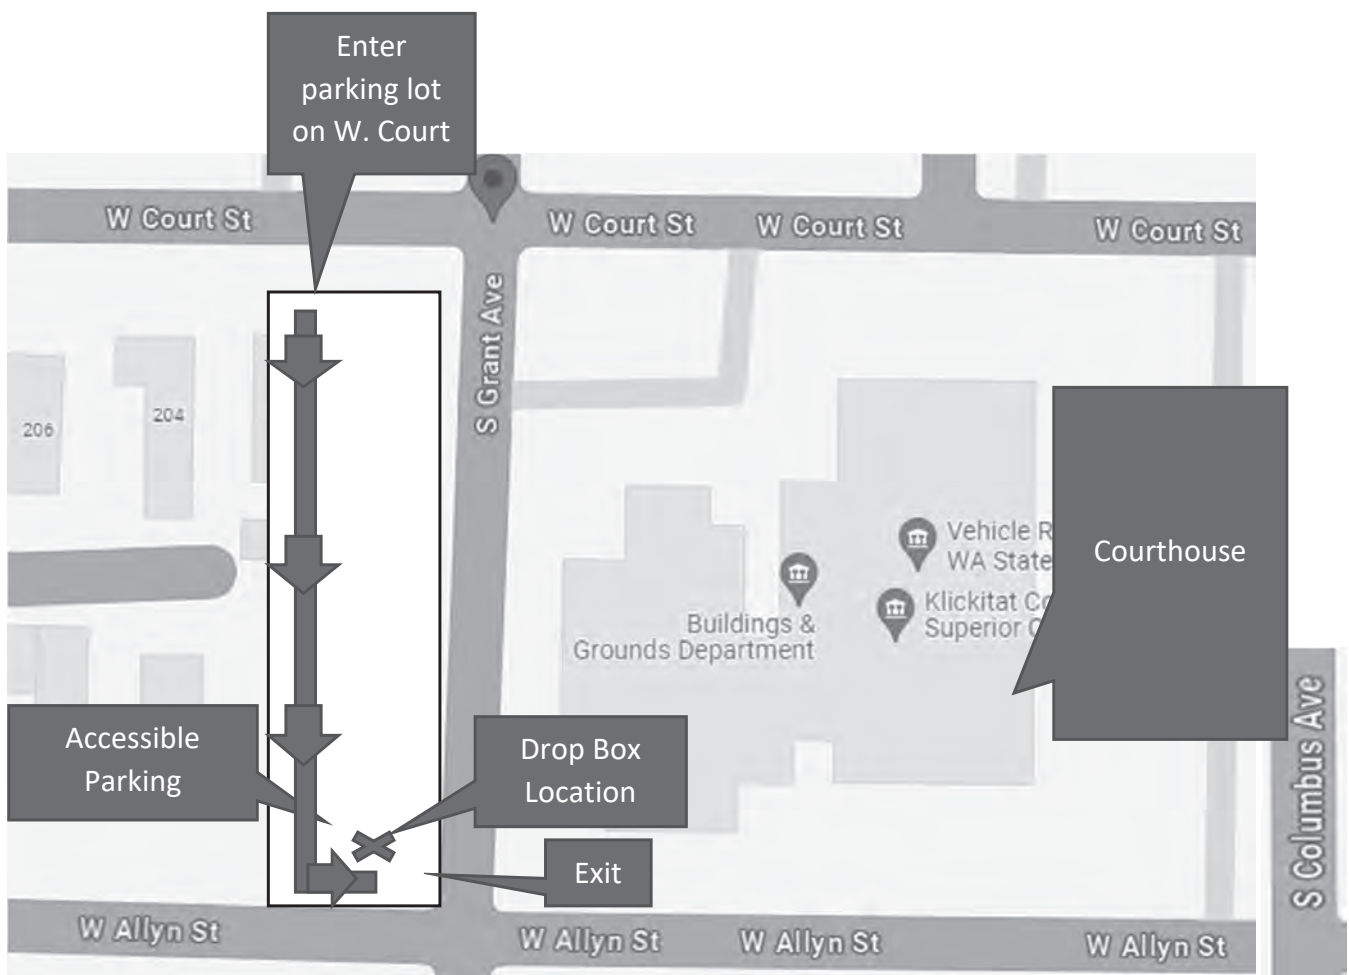 Enter
parking lot
on W. Court
W Court St
W Court St
W Court St
W Court St
S Grant Ave
206
204
Vehicle R
WA State
Klickitat Co
Superior C
Courthouse
Buildings &
Grounds Department
Accessible
Parking
Drop Box
Location
Exit
S Columbus Ave
W Allyn St
W Allyn St
W Allyn St
W Allyn St